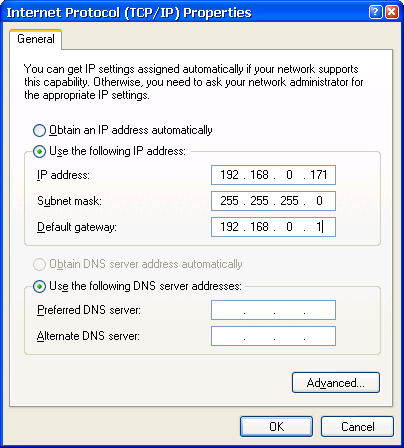 Internet Protocol (TCP/IP) Properties
General
You can get IP settings assigned automatically if your network supports
this capability. Otherwise, you need to ask your network administrator for
the appropriate IP settings.
Obtain an IP address automatically
Use the following IP address:
IP address: 192 . 168 . 0 . 171
Subnet mask: 255 . 255 . 255 . 0
Default gateway: 192 . 168 . 0 . 1
Obtain DNS server address automatically
Use the following DNS server addresses:
Preferred DNS server: . . .
Alternate DNS server: . . .
Advanced...
OK Cancel